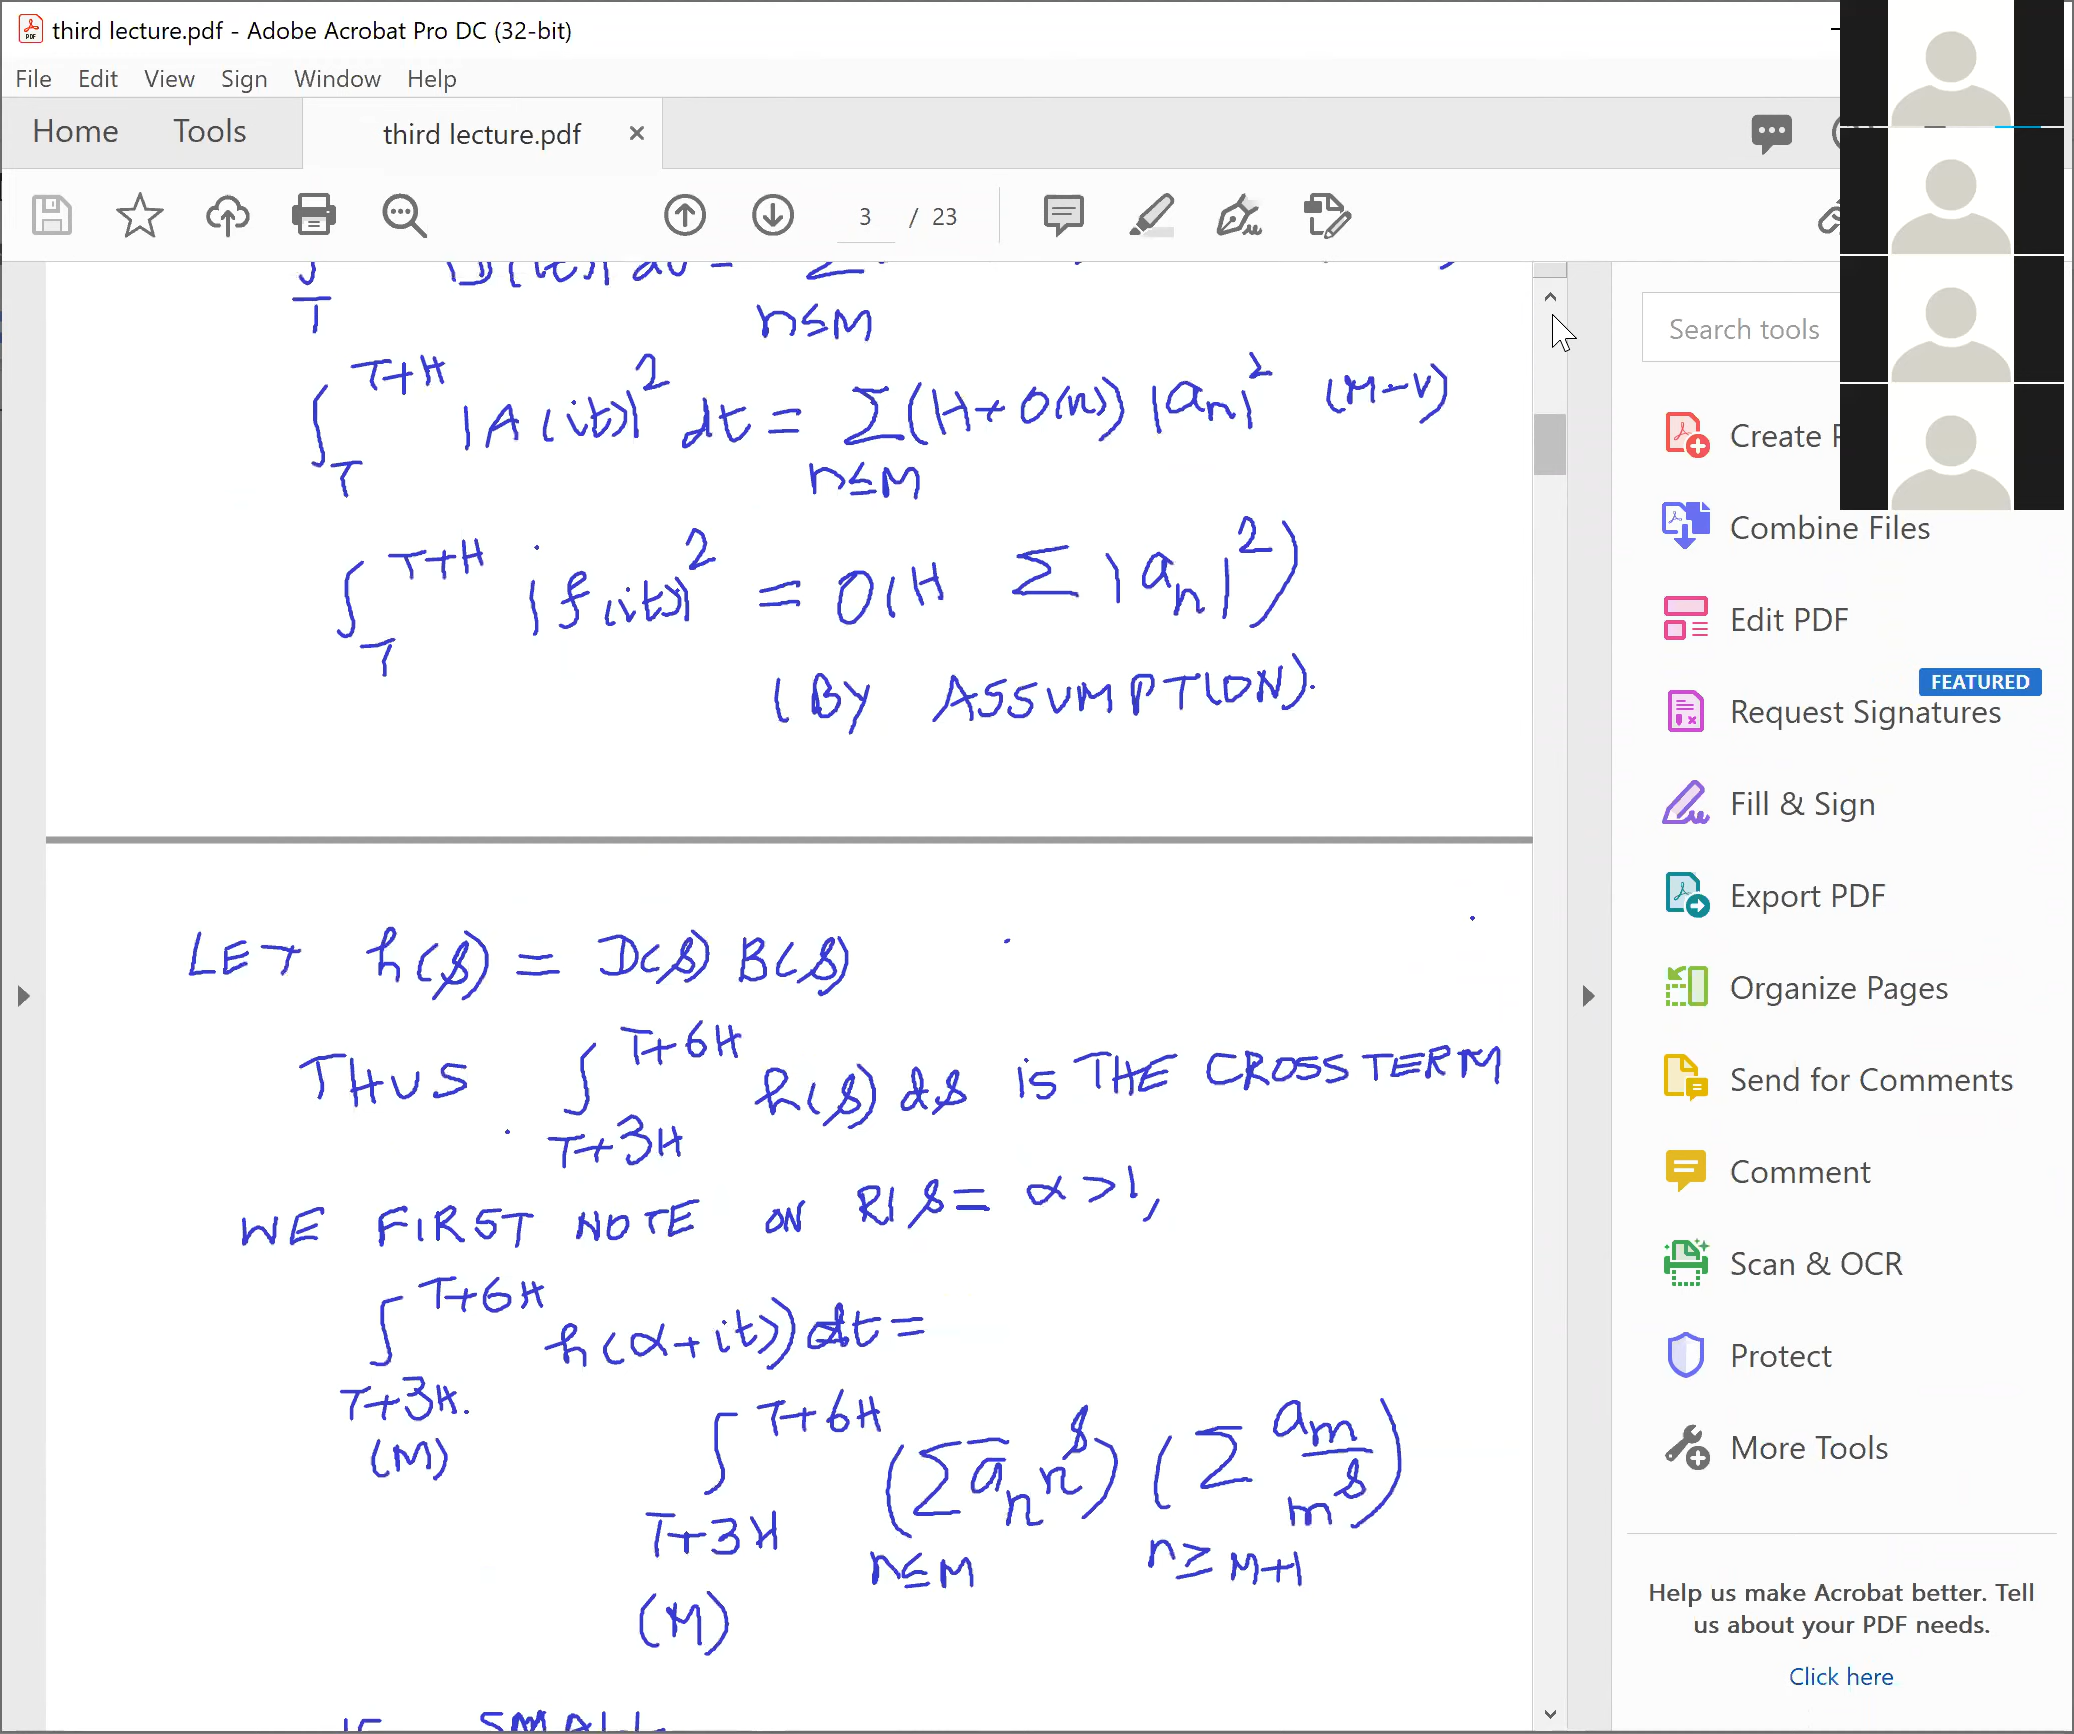 third lecture.pdf - Adobe Acrobat Pro DC (32-bit)
File Edit View Sign Window Help
Home Tools third lecture.pdf ×
3 / 23
T
n≤M
∫_T^{T+H} |A(it)|² dt = Σ_{n≤M} (H+O(n)) |a_n|² (M-V)
∫_T^{T+H} |f(it)|² = O(H Σ |a_n|²)
(BY ASSUMPTION).
LET h(s) = D(s) B(s)
THUS ∫_{T+3H}^{T+6H} h(s) ds IS THE CROSS TERM
WE FIRST NOTE ON Rl s = α > 1,
∫_{T+3H (M)}^{T+6H} h(α+it)) dt =
∫_{T+3H (M)}^{T+6H} (Σ_{n≤M} ā_n n^s) (Σ_{n≥M+1} a_m / m^s)
IS SMALL
Search tools
Create
Combine Files
Edit PDF
FEATURED
Request Signatures
Fill & Sign
Export PDF
Organize Pages
Send for Comments
Comment
Scan & OCR
Protect
More Tools
Help us make Acrobat better. Tell
us about your PDF needs.
Click here